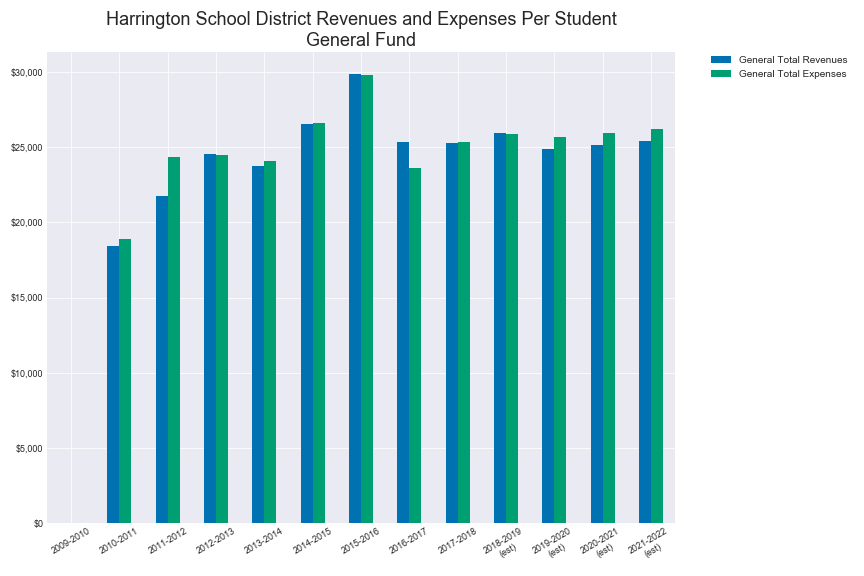 Harrington School District Revenues and Expenses Per Student
General Fund
General Total Revenues
General Total Expenses
$30,000
$25,000
$20,000
$15,000
$10,000
$5,000
$0
2009-2010
2010-2011
2011-2012
2012-2013
2013-2014
2014-2015
2015-2016
2016-2017
2017-2018
2018-2019
(est)
2019-2020
(est)
2020-2021
(est)
2021-2022
(est)